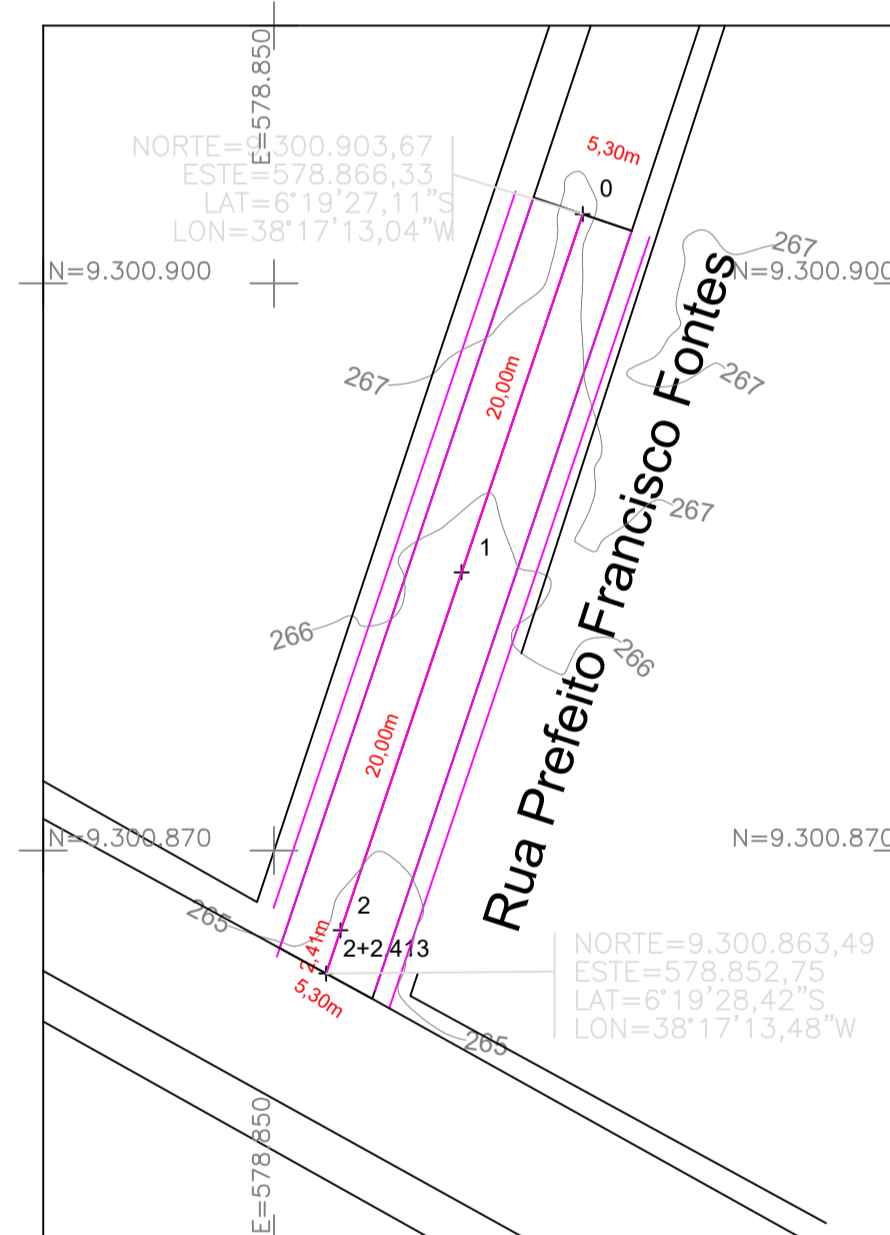 E=578.850
NORTE=9.300.903,67
ESTE=578.866,33
LAT=6°19'27,11"S
LON=38°17'13,04"W
5,30m
0
267
N=9.300.900
N=9.300.900
267
267
20,00m
267
1
266
266
Rua Prefeito Francisco Fontes
20,00m
N=9.300.870
N=9.300.870
2
265
2+2.413
2,41m
5,30m
NORTE=9.300.863,49
ESTE=578.852,75
LAT=6°19'28,42"S
LON=38°17'13,48"W
265
E=578.850